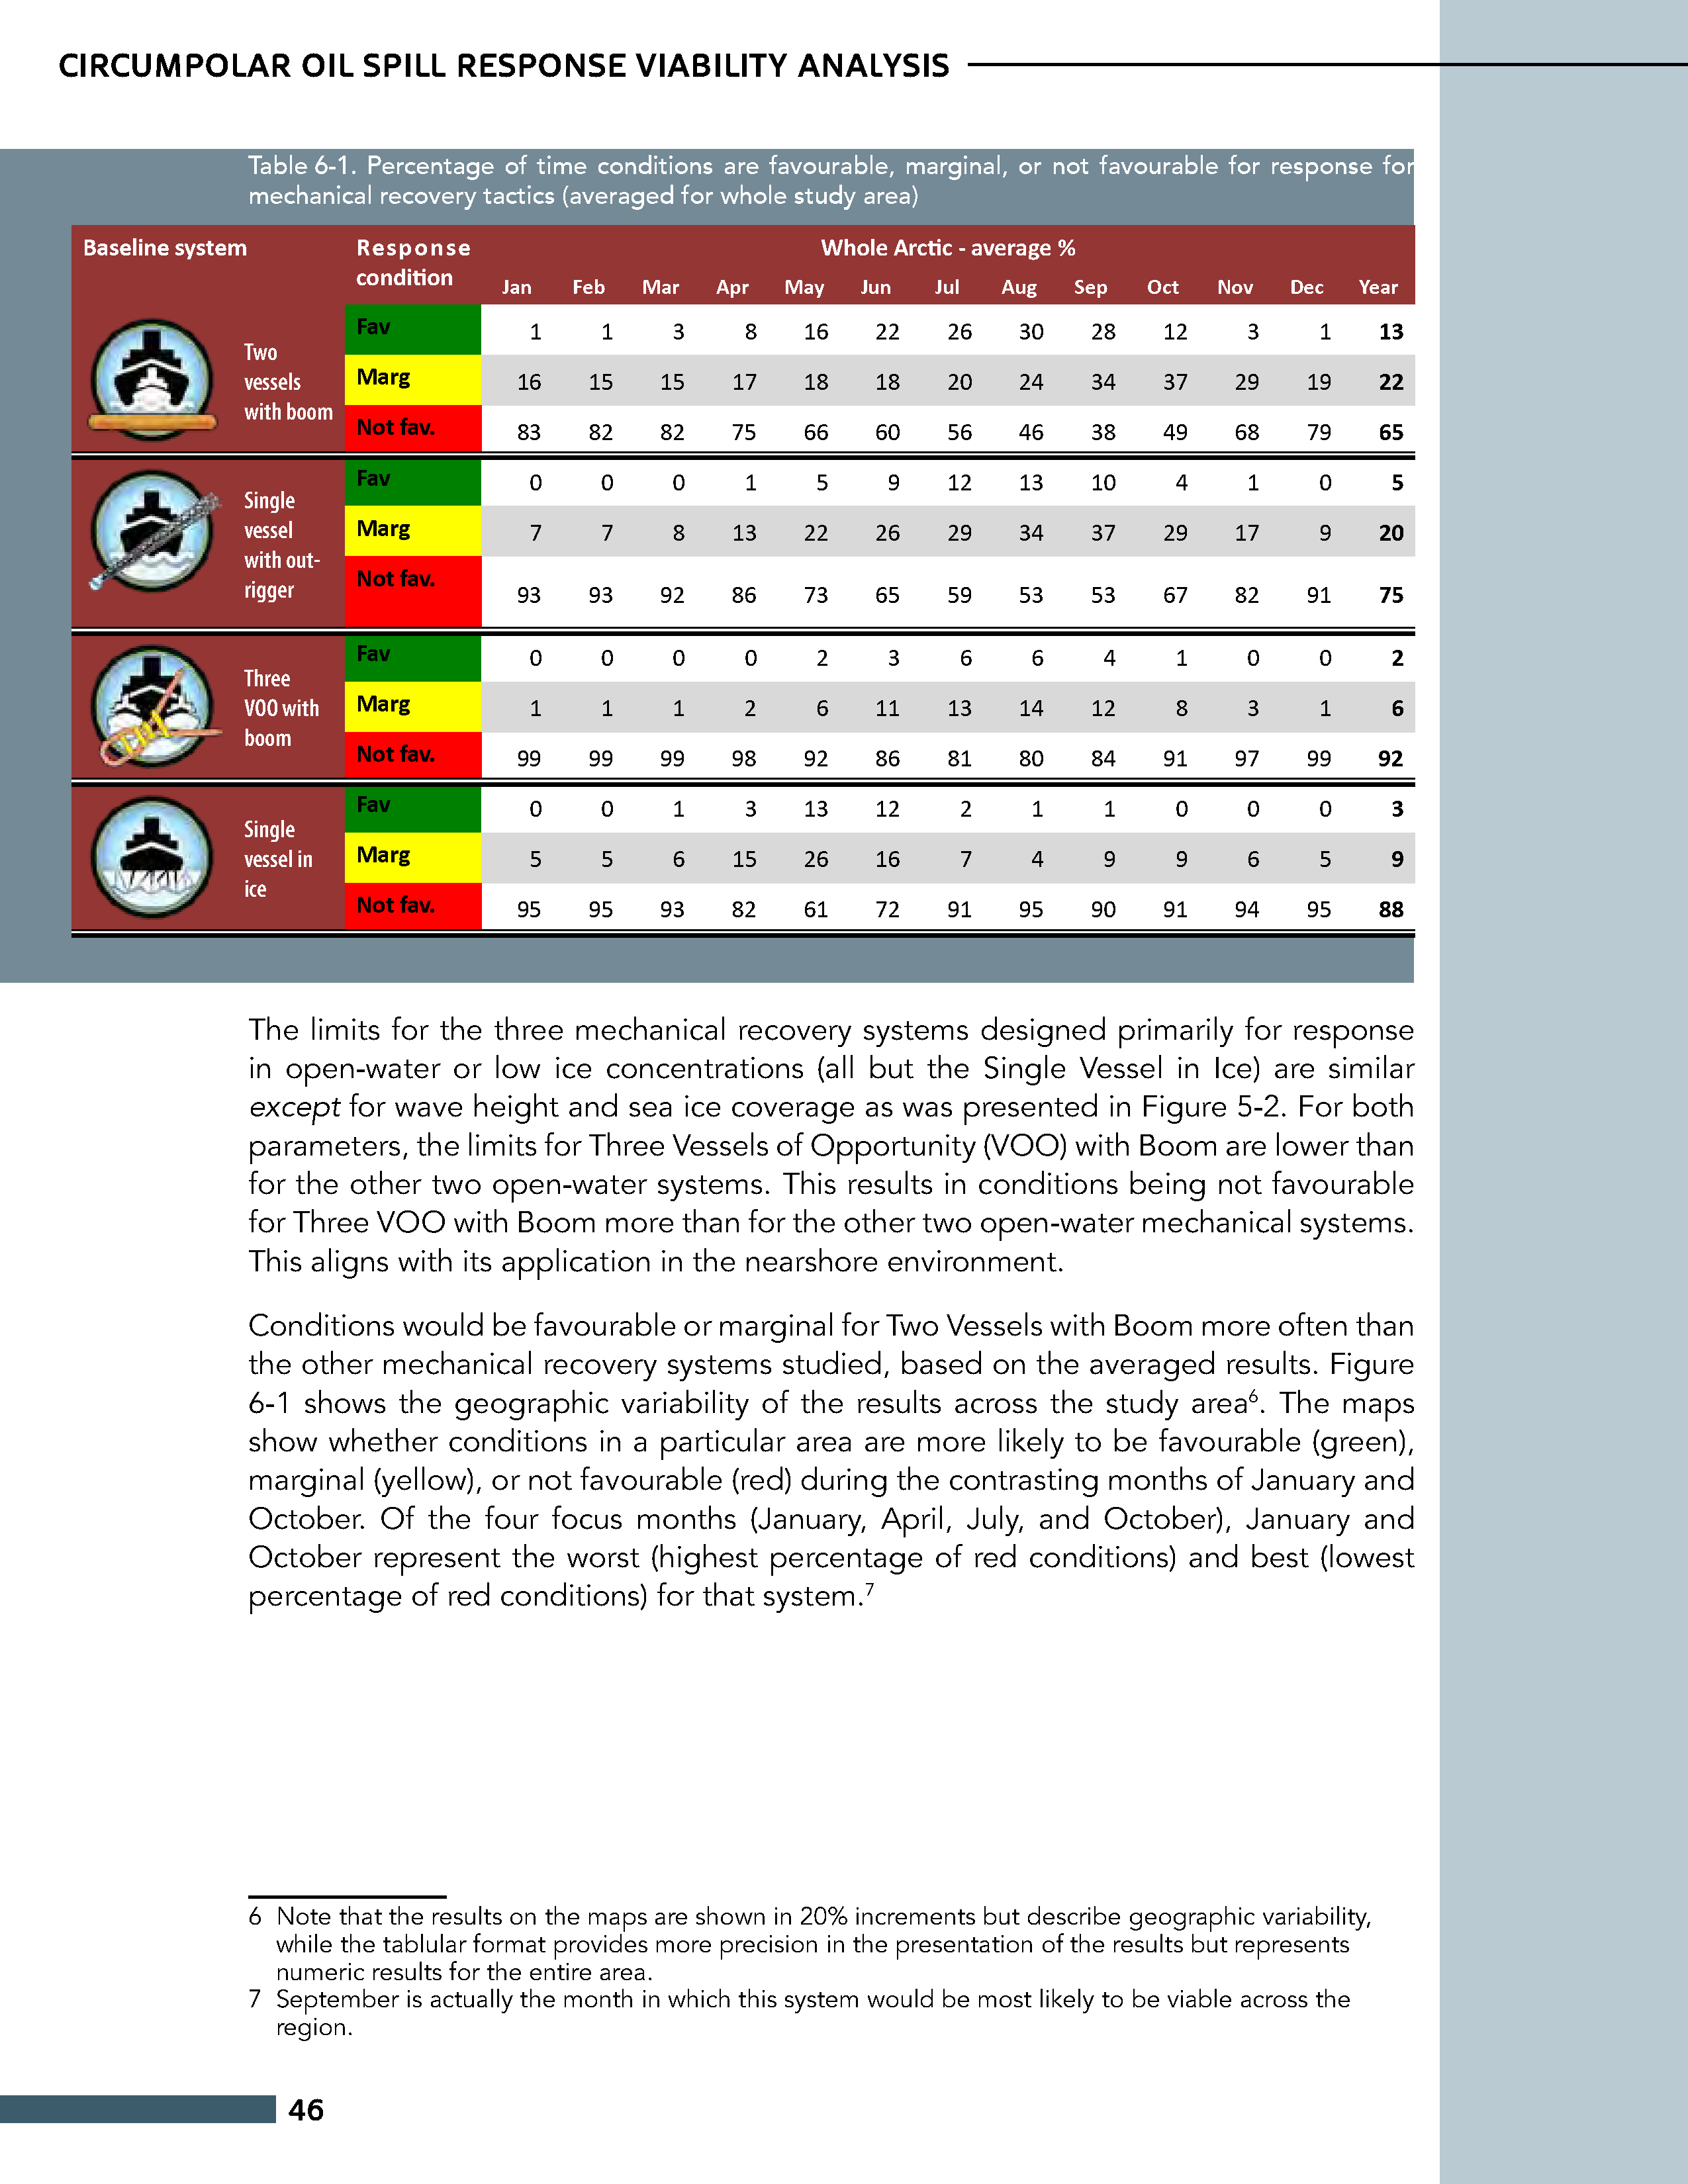 CIRCUMPOLAR OIL SPILL RESPONSE VIABILITY ANALYSIS
Table 6-1. Percentage of time conditions are favourable, marginal, or not favourable for response for
mechanical recovery tactics (averaged for whole study area)
Baseline system Response condition Whole Arctic - average %
Jan Feb Mar Apr May Jun Jul Aug Sep Oct Nov Dec Year
Two vessels with boom
Fav 1 1 3 8 16 22 26 30 28 12 3 1 13
Marg 16 15 15 17 18 18 20 24 34 37 29 19 22
Not fav. 83 82 82 75 66 60 56 46 38 49 68 79 65
Single vessel with out-rigger
Fav 0 0 0 1 5 9 12 13 10 4 1 0 5
Marg 7 7 8 13 22 26 29 34 37 29 17 9 20
Not fav. 93 93 92 86 73 65 59 53 53 67 82 91 75
Three VOO with boom
Fav 0 0 0 0 2 3 6 6 4 1 0 0 2
Marg 1 1 1 2 6 11 13 14 12 8 3 1 6
Not fav. 99 99 99 98 92 86 81 80 84 91 97 99 92
Single vessel in ice
Fav 0 0 1 3 13 12 2 1 1 0 0 0 3
Marg 5 5 6 15 26 16 7 4 9 9 6 5 9
Not fav. 95 95 93 82 61 72 91 95 90 91 94 95 88
The limits for the three mechanical recovery systems designed primarily for response
in open-water or low ice concentrations (all but the Single Vessel in Ice) are similar
except for wave height and sea ice coverage as was presented in Figure 5-2. For both
parameters, the limits for Three Vessels of Opportunity (VOO) with Boom are lower than
for the other two open-water systems. This results in conditions being not favourable
for Three VOO with Boom more than for the other two open-water mechanical systems.
This aligns with its application in the nearshore environment.
Conditions would be favourable or marginal for Two Vessels with Boom more often than
the other mechanical recovery systems studied, based on the averaged results. Figure
6-1 shows the geographic variability of the results across the study area6. The maps
show whether conditions in a particular area are more likely to be favourable (green),
marginal (yellow), or not favourable (red) during the contrasting months of January and
October. Of the four focus months (January, April, July, and October), January and
October represent the worst (highest percentage of red conditions) and best (lowest
percentage of red conditions) for that system.7
6 Note that the results on the maps are shown in 20% increments but describe geographic variability,
while the tablular format provides more precision in the presentation of the results but represents
numeric results for the entire area.
7 September is actually the month in which this system would be most likely to be viable across the
region.
46